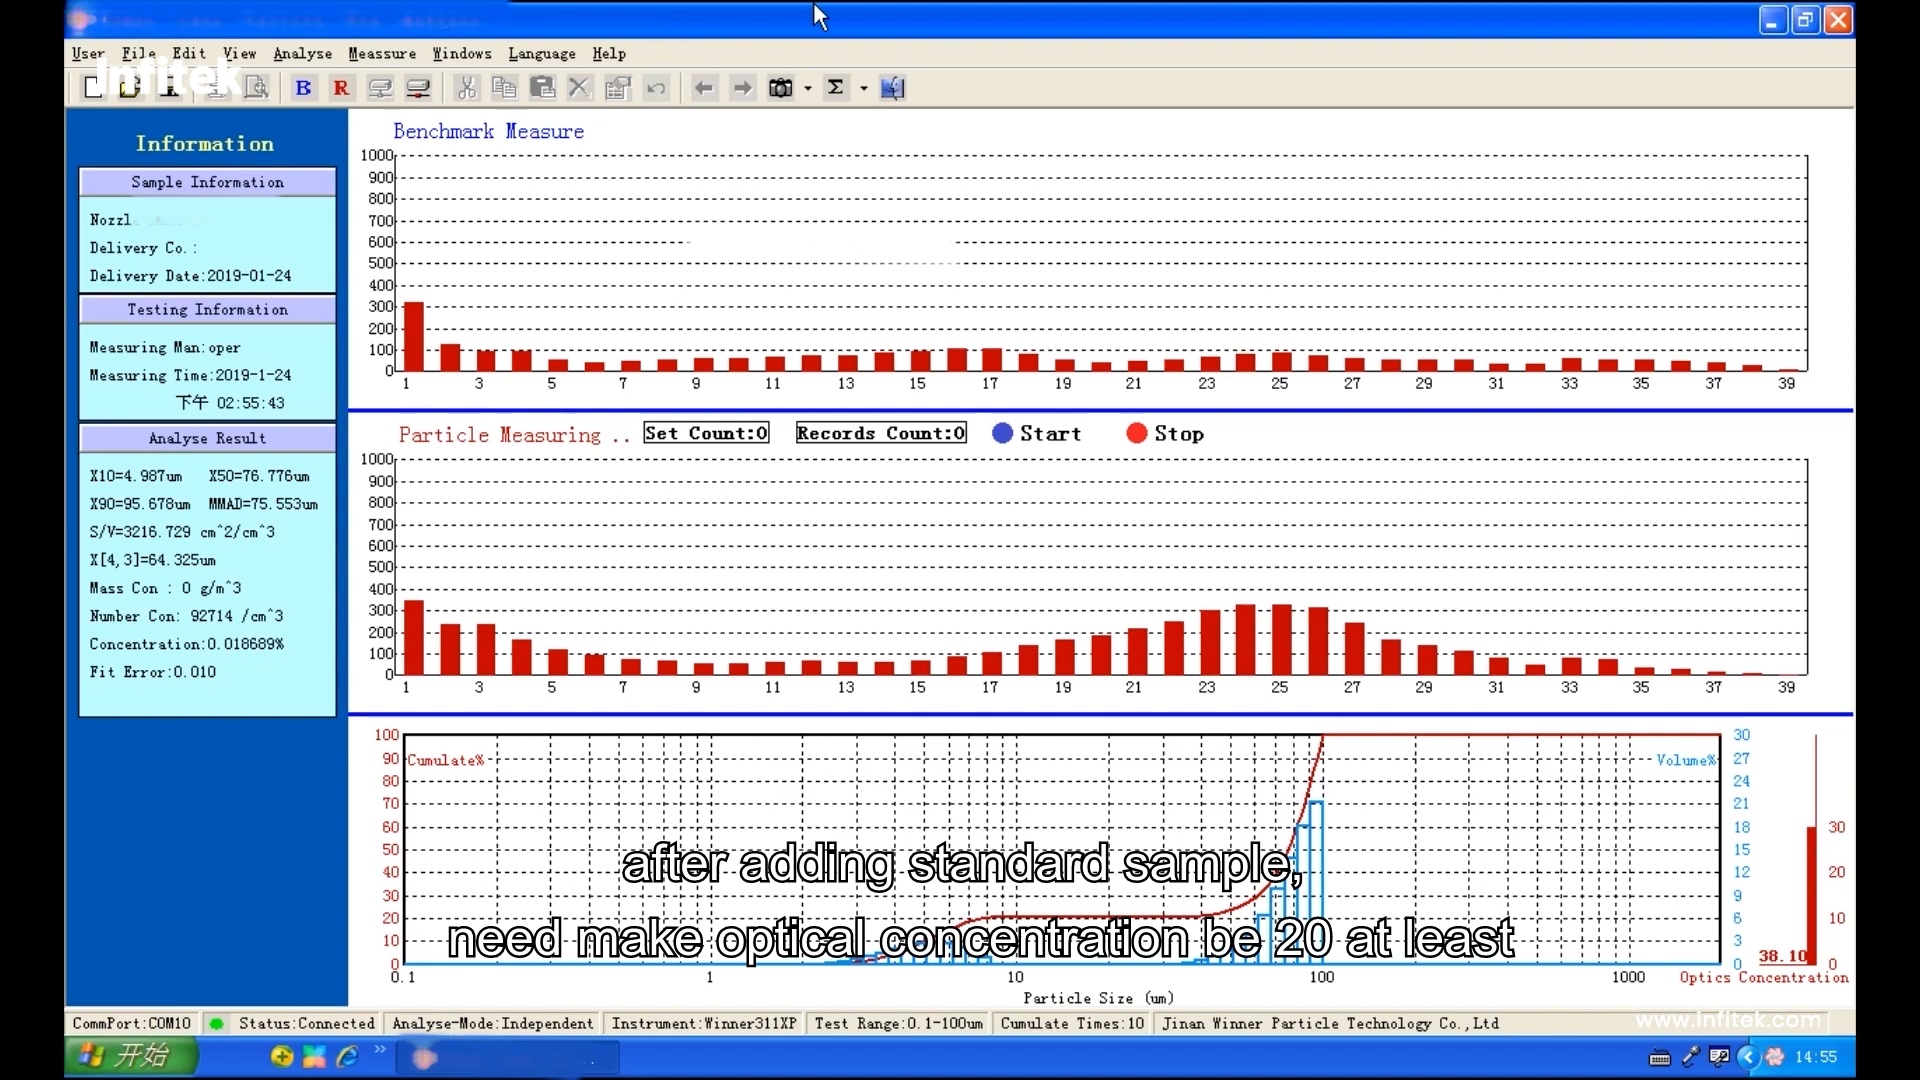 User File Edit View Analyse Meassure Windows Language Help
Infitek
B R Σ
Information
Sample Information
Delivery Co.:
Delivery Date:2019-01-24
Testing Information
Measuring Man:oper
Measuring Time:2019-1-24
下午 02:55:43
Analyse Result
X10=4.987um X50=76.776um
X90=95.678um MMAD=75.553um
S/V=3216.729 cm^2/cm^3
X[4,3]=64.325um
Mass Con : 0 g/m^3
Number Con: 92714 /cm^3
Concentration:0.018689%
Fit Error:0.010
Benchmark Measure
1000
900
800
700
600
500
400
300
200
100
0
1 3 5 7 9 11 13 15 17 19 21 23 25 27 29 31 33 35 37 39
Particle Measuring .. Set Count:0 Records Count:0 Start Stop
1000
900
800
700
600
500
400
300
200
100
0
1 3 5 7 9 11 13 15 17 19 21 23 25 27 29 31 33 35 37 39
100
90
80
70
60
50
40
30
20
10
0
Cumulate%
Volume%
30
27
24
21
18
15
12
9
6
3
0
30
20
10
0
38.10
Optics Concentration
0.1 1 10 100 1000
Particle Size (um)
after adding standard sample,
need make optical concentration be 20 at least
CommPort:COM10 Status:Connected Analyse-Mode:Independent Instrument:Winner311XP Test Range:0.1-100um Cumulate Times:10 Jinan Winner Particle Technology Co.,Ltd
www.infitek.com
开始
14:55